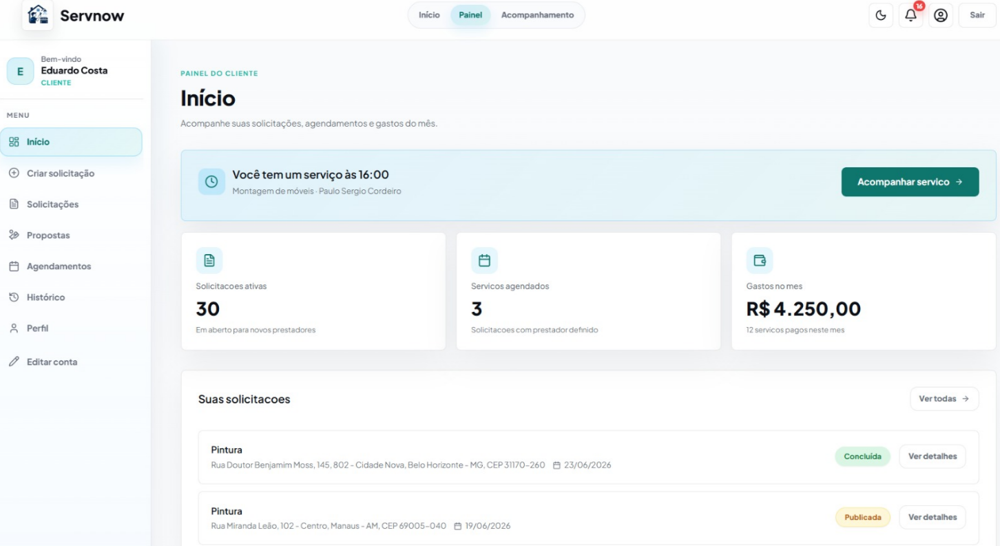 Servnow
Início Painel Acompanhamento
16
Sair
E
Bem-vindo
Eduardo Costa
CLIENTE
MENU
Início
Criar solicitação
Solicitações
Propostas
Agendamentos
Histórico
Perfil
Editar conta
PAINEL DO CLIENTE
Início
Acompanhe suas solicitações, agendamentos e gastos do mês.
Você tem um serviço às 16:00
Montagem de móveis · Paulo Sergio Cordeiro
Acompanhar servico →
Solicitacoes ativas
30
Em aberto para novos prestadores
Servicos agendados
3
Solicitacoes com prestador definido
Gastos no mes
R$ 4.250,00
12 servicos pagos neste mes
Suas solicitacoes
Ver todas →
Pintura
Rua Doutor Benjamim Moss, 145, 802 - Cidade Nova, Belo Horizonte - MG, CEP 31170-260 23/06/2026
Concluída
Ver detalhes
Pintura
Rua Miranda Leão, 102 - Centro, Manaus - AM, CEP 69005-040 19/06/2026
Publicada
Ver detalhes